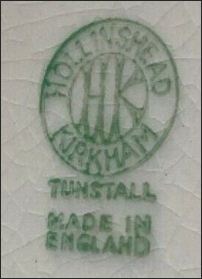 HOLLINSHEAD
HK
KIRKHAM
TUNSTALL
MADE IN
ENGLAND